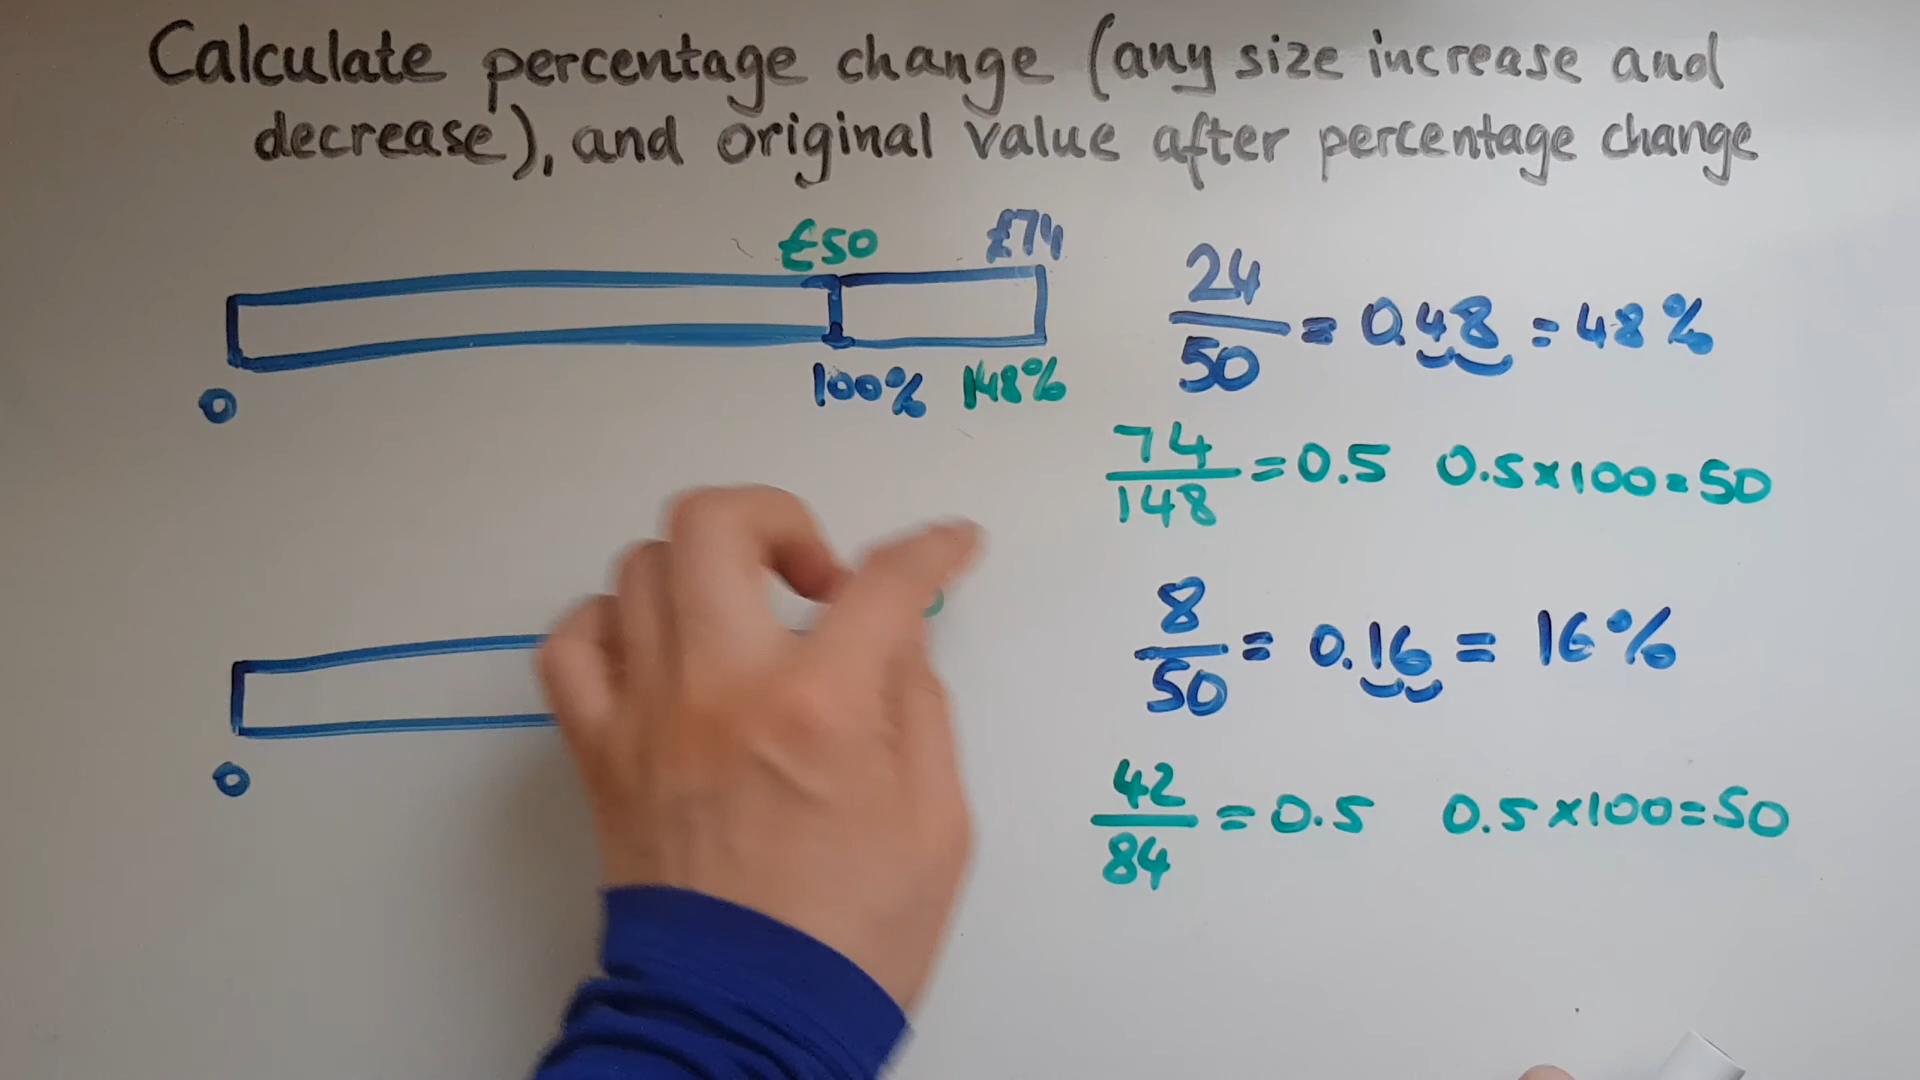 Calculate percentage change (any size increase and
decrease), and original value after percentage change
£50 £74
0 100% 148%
24/50 = 0.48 = 48%
74/148 = 0.5 0.5×100=50
0
8/50 = 0.16 = 16%
42/84 = 0.5 0.5×100=50